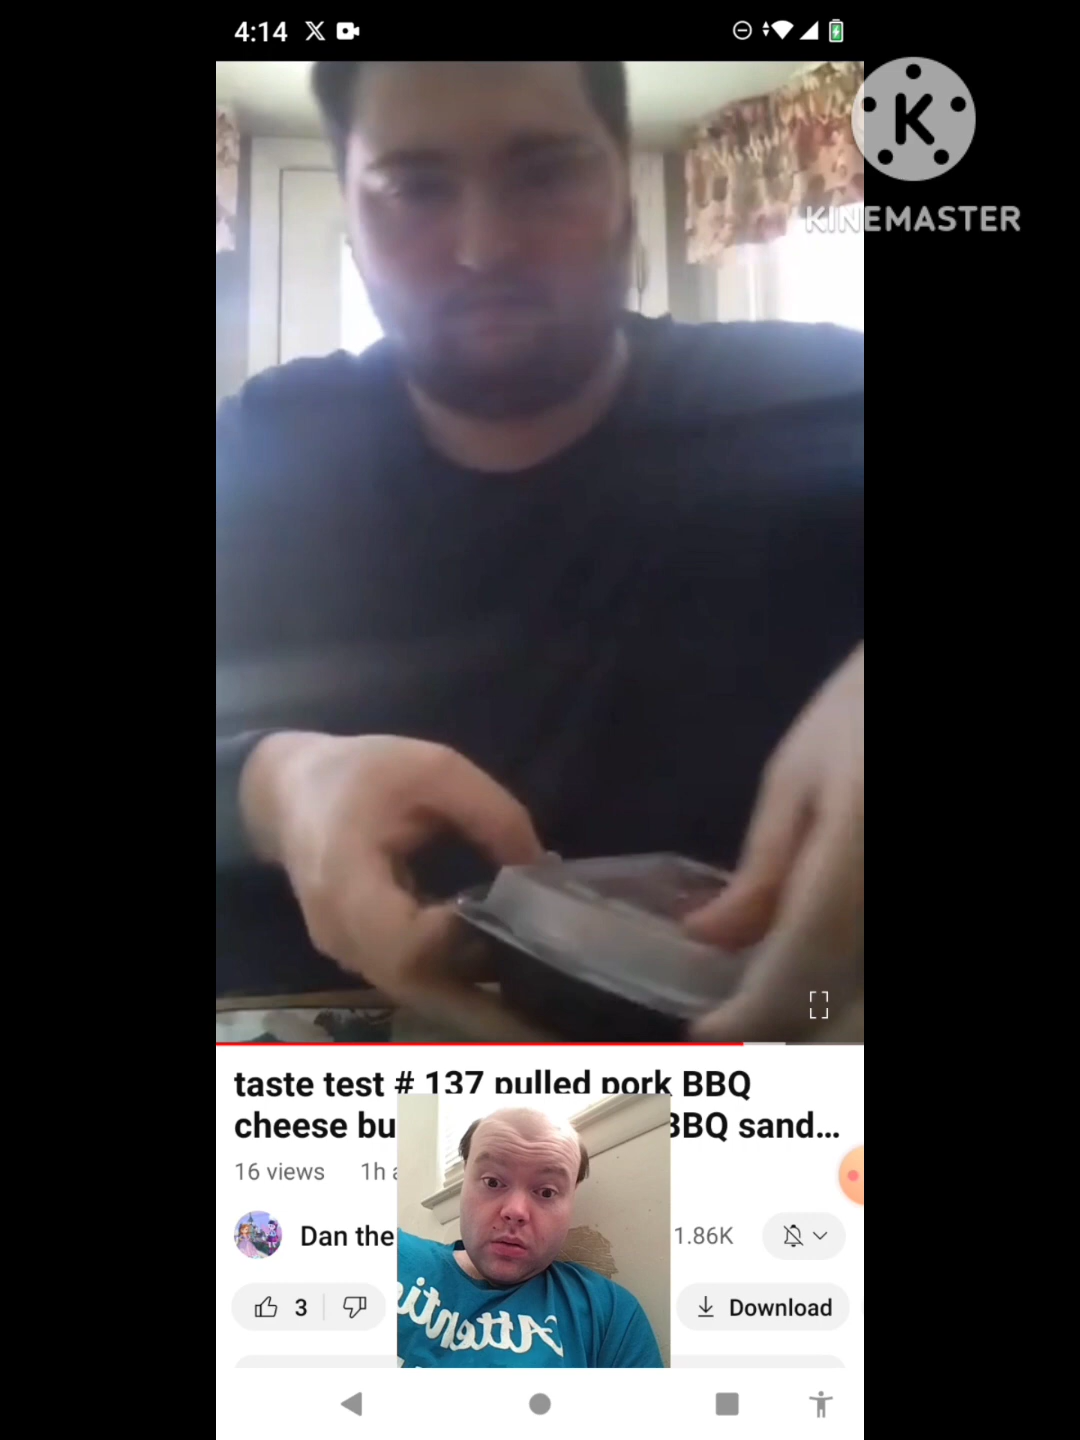 4:14
K
KINEMASTER
taste test # 137 pulled pork BBQ
cheese bu BBQ sand...
16 views 1h
Dan the 1.86K
3 Download
Attenti